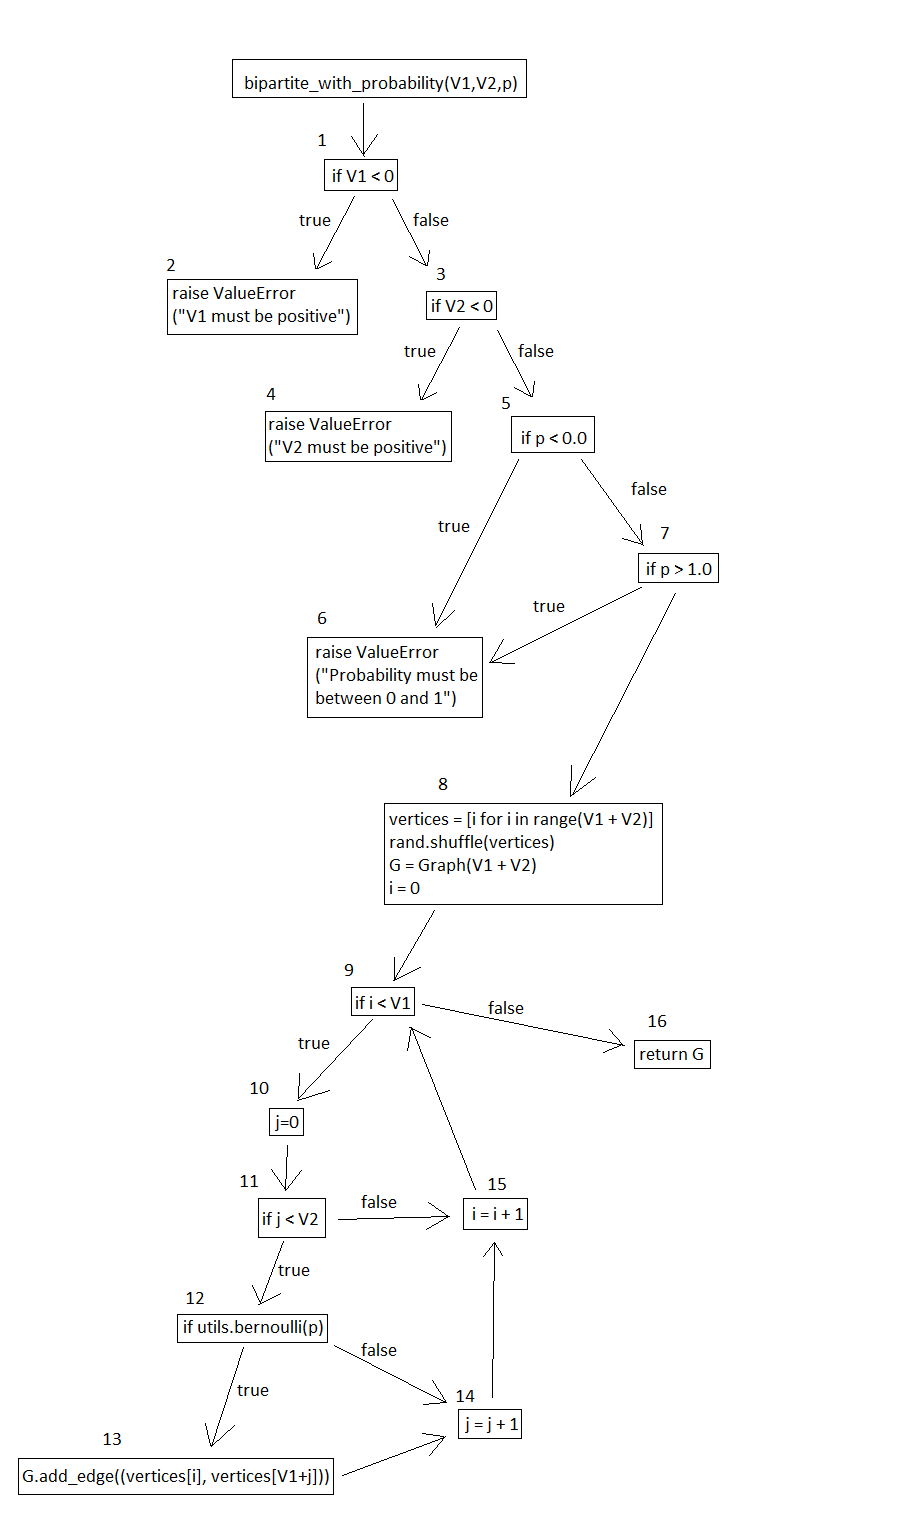 bipartite_with_probability(V1,V2,p)
1
if V1 < 0
true
false
2
raise ValueError
("V1 must be positive")
3
if V2 < 0
true
false
4
raise ValueError
("V2 must be positive")
5
if p < 0.0
true
false
7
if p > 1.0
true
6
raise ValueError
("Probability must be
between 0 and 1")
8
vertices = [i for i in range(V1 + V2)]
rand.shuffle(vertices)
G = Graph(V1 + V2)
i = 0
9
if i < V1
false
16
return G
true
10
j=0
11
if j < V2
false
15
i = i + 1
true
12
if utils.bernoulli(p)
false
true
14
j = j + 1
13
G.add_edge((vertices[i], vertices[V1+j]))